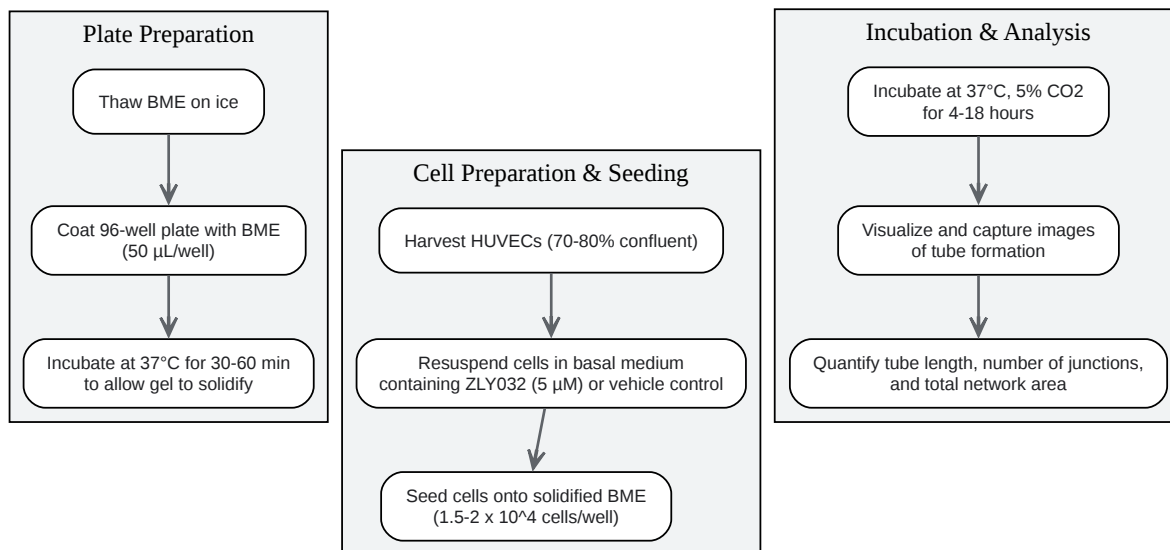 Plate Preparation
Thaw BME on ice
Coat 96-well plate with BME
(50 µL/well)
Incubate at 37°C for 30-60 min
to allow gel to solidify
Cell Preparation & Seeding
Harvest HUVECs (70-80% confluent)
Resuspend cells in basal medium
containing ZLY032 (5 µM) or vehicle control
Seed cells onto solidified BME
(1.5-2 x 10^4 cells/well)
Incubation & Analysis
Incubate at 37°C, 5% CO2
for 4-18 hours
Visualize and capture images
of tube formation
Quantify tube length, number of junctions,
and total network area